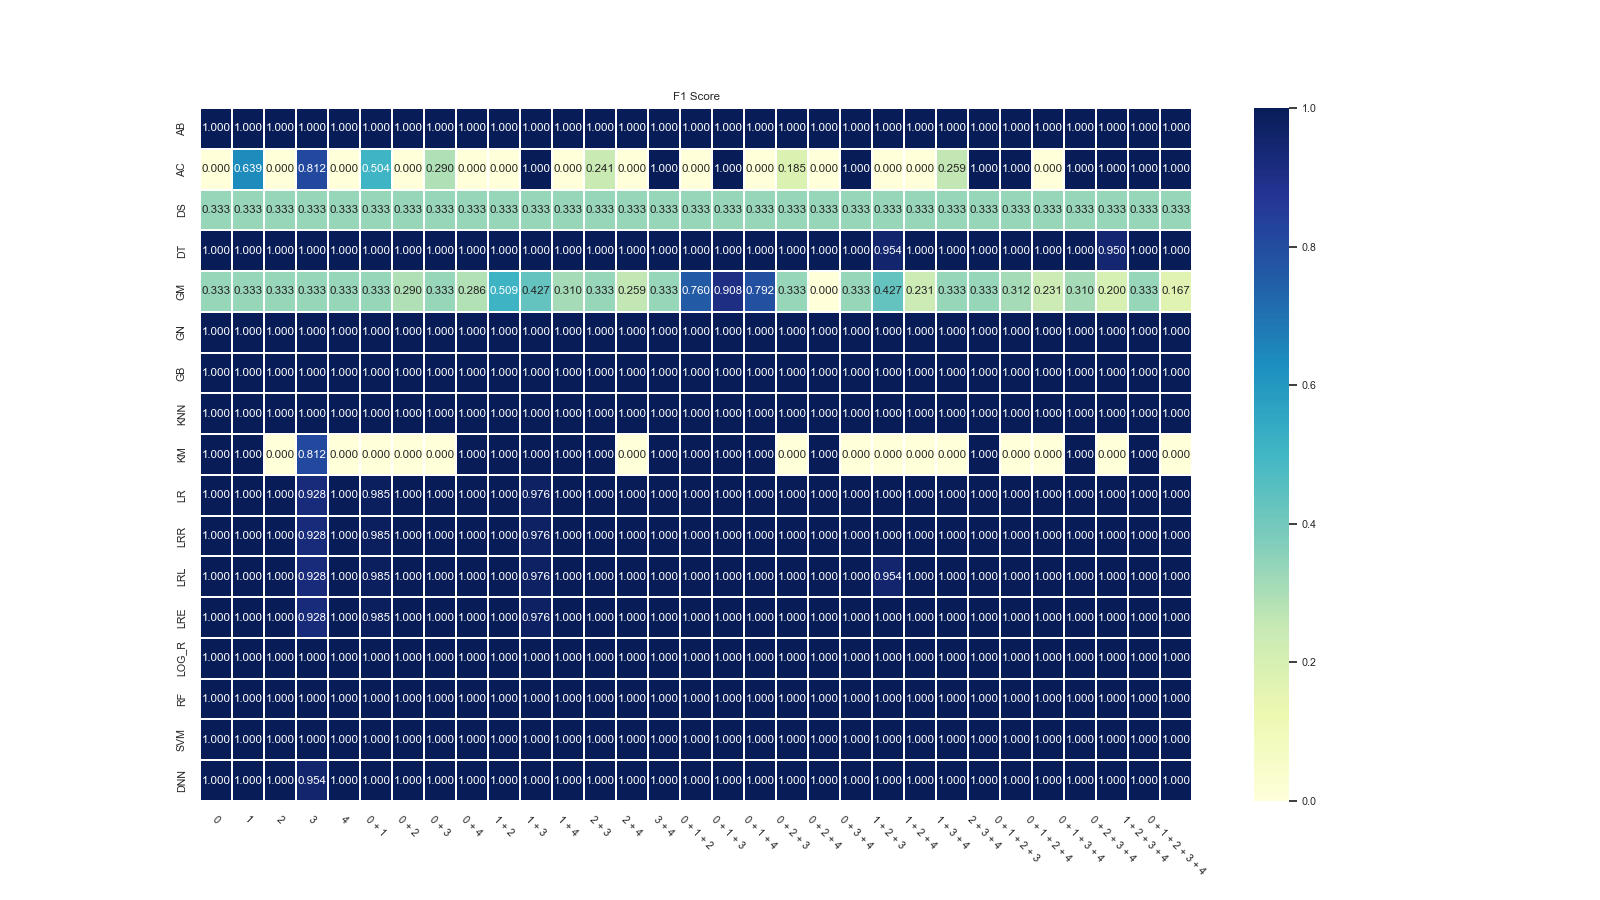 F1 Score
AB 1.000 1.000 1.000 1.000 1.000 1.000 1.000 1.000 1.000 1.000 1.000 1.000 1.000 1.000 1.000 1.000 1.000 1.000 1.000 1.000 1.000 1.000 1.000 1.000 1.000 1.000 1.000 1.000 1.000 1.000 1.000
AC 0.000 0.639 0.000 0.812 0.000 0.504 0.000 0.290 0.000 0.000 1.000 0.000 0.241 0.000 1.000 0.000 1.000 0.000 0.185 0.000 1.000 0.000 0.000 0.259 1.000 1.000 0.000 1.000 1.000 1.000 1.000
DS 0.333 0.333 0.333 0.333 0.333 0.333 0.333 0.333 0.333 0.333 0.333 0.333 0.333 0.333 0.333 0.333 0.333 0.333 0.333 0.333 0.333 0.333 0.333 0.333 0.333 0.333 0.333 0.333 0.333 0.333 0.333
DT 1.000 1.000 1.000 1.000 1.000 1.000 1.000 1.000 1.000 1.000 1.000 1.000 1.000 1.000 1.000 1.000 1.000 1.000 1.000 1.000 1.000 0.954 1.000 1.000 1.000 1.000 1.000 1.000 0.950 1.000 1.000
GM 0.333 0.333 0.333 0.333 0.333 0.333 0.290 0.333 0.286 0.509 0.427 0.310 0.333 0.259 0.333 0.760 0.908 0.792 0.333 0.000 0.333 0.427 0.231 0.333 0.333 0.312 0.231 0.310 0.200 0.333 0.167
GN 1.000 1.000 1.000 1.000 1.000 1.000 1.000 1.000 1.000 1.000 1.000 1.000 1.000 1.000 1.000 1.000 1.000 1.000 1.000 1.000 1.000 1.000 1.000 1.000 1.000 1.000 1.000 1.000 1.000 1.000 1.000
GB 1.000 1.000 1.000 1.000 1.000 1.000 1.000 1.000 1.000 1.000 1.000 1.000 1.000 1.000 1.000 1.000 1.000 1.000 1.000 1.000 1.000 1.000 1.000 1.000 1.000 1.000 1.000 1.000 1.000 1.000 1.000
KNN 1.000 1.000 1.000 1.000 1.000 1.000 1.000 1.000 1.000 1.000 1.000 1.000 1.000 1.000 1.000 1.000 1.000 1.000 1.000 1.000 1.000 1.000 1.000 1.000 1.000 1.000 1.000 1.000 1.000 1.000 1.000
KM 1.000 1.000 0.000 0.812 0.000 0.000 0.000 0.000 1.000 1.000 1.000 1.000 1.000 0.000 1.000 1.000 1.000 1.000 0.000 1.000 0.000 0.000 0.000 0.000 1.000 0.000 0.000 1.000 0.000 1.000 0.000
LR 1.000 1.000 1.000 0.928 1.000 0.985 1.000 1.000 1.000 1.000 0.976 1.000 1.000 1.000 1.000 1.000 1.000 1.000 1.000 1.000 1.000 1.000 1.000 1.000 1.000 1.000 1.000 1.000 1.000 1.000 1.000
LRR 1.000 1.000 1.000 0.928 1.000 0.985 1.000 1.000 1.000 1.000 0.976 1.000 1.000 1.000 1.000 1.000 1.000 1.000 1.000 1.000 1.000 1.000 1.000 1.000 1.000 1.000 1.000 1.000 1.000 1.000 1.000
LRL 1.000 1.000 1.000 0.928 1.000 0.985 1.000 1.000 1.000 1.000 0.976 1.000 1.000 1.000 1.000 1.000 1.000 1.000 1.000 1.000 1.000 0.954 1.000 1.000 1.000 1.000 1.000 1.000 1.000 1.000 1.000
LRE 1.000 1.000 1.000 0.928 1.000 0.985 1.000 1.000 1.000 1.000 0.976 1.000 1.000 1.000 1.000 1.000 1.000 1.000 1.000 1.000 1.000 1.000 1.000 1.000 1.000 1.000 1.000 1.000 1.000 1.000 1.000
LOG_R 1.000 1.000 1.000 1.000 1.000 1.000 1.000 1.000 1.000 1.000 1.000 1.000 1.000 1.000 1.000 1.000 1.000 1.000 1.000 1.000 1.000 1.000 1.000 1.000 1.000 1.000 1.000 1.000 1.000 1.000 1.000
RF 1.000 1.000 1.000 1.000 1.000 1.000 1.000 1.000 1.000 1.000 1.000 1.000 1.000 1.000 1.000 1.000 1.000 1.000 1.000 1.000 1.000 1.000 1.000 1.000 1.000 1.000 1.000 1.000 1.000 1.000 1.000
SVM 1.000 1.000 1.000 1.000 1.000 1.000 1.000 1.000 1.000 1.000 1.000 1.000 1.000 1.000 1.000 1.000 1.000 1.000 1.000 1.000 1.000 1.000 1.000 1.000 1.000 1.000 1.000 1.000 1.000 1.000 1.000
DNN 1.000 1.000 1.000 0.954 1.000 1.000 1.000 1.000 1.000 1.000 1.000 1.000 1.000 1.000 1.000 1.000 1.000 1.000 1.000 1.000 1.000 1.000 1.000 1.000 1.000 1.000 1.000 1.000 1.000 1.000 1.000
0
1
2
3
4
0 + 1
0 + 2
0 + 3
0 + 4
1 + 2
1 + 3
1 + 4
2 + 3
2 + 4
3 + 4
0 + 1 + 2
0 + 1 + 3
0 + 1 + 4
0 + 2 + 3
0 + 2 + 4
0 + 3 + 4
1 + 2 + 3
1 + 2 + 4
1 + 3 + 4
2 + 3 + 4
0 + 1 + 2 + 3
0 + 1 + 2 + 4
0 + 1 + 3 + 4
0 + 2 + 3 + 4
1 + 2 + 3 + 4
0 + 1 + 2 + 3 + 4
1.0
0.8
0.6
0.4
0.2
0.0